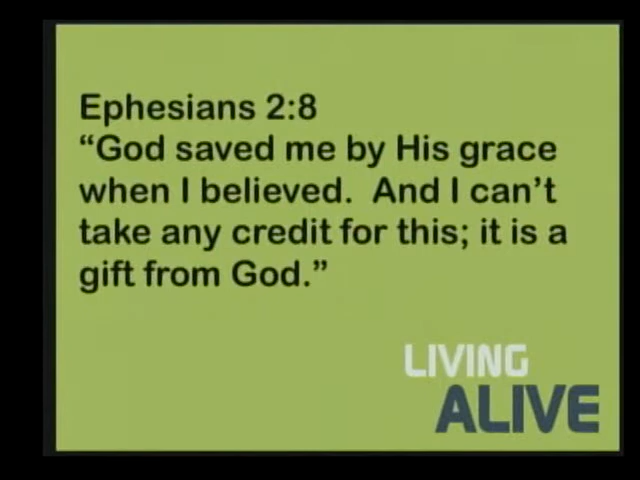 Ephesians 2:8
“God saved me by His grace
when I believed.  And I can’t
take any credit for this; it is a
gift from God.”
LIVING
ALIVE